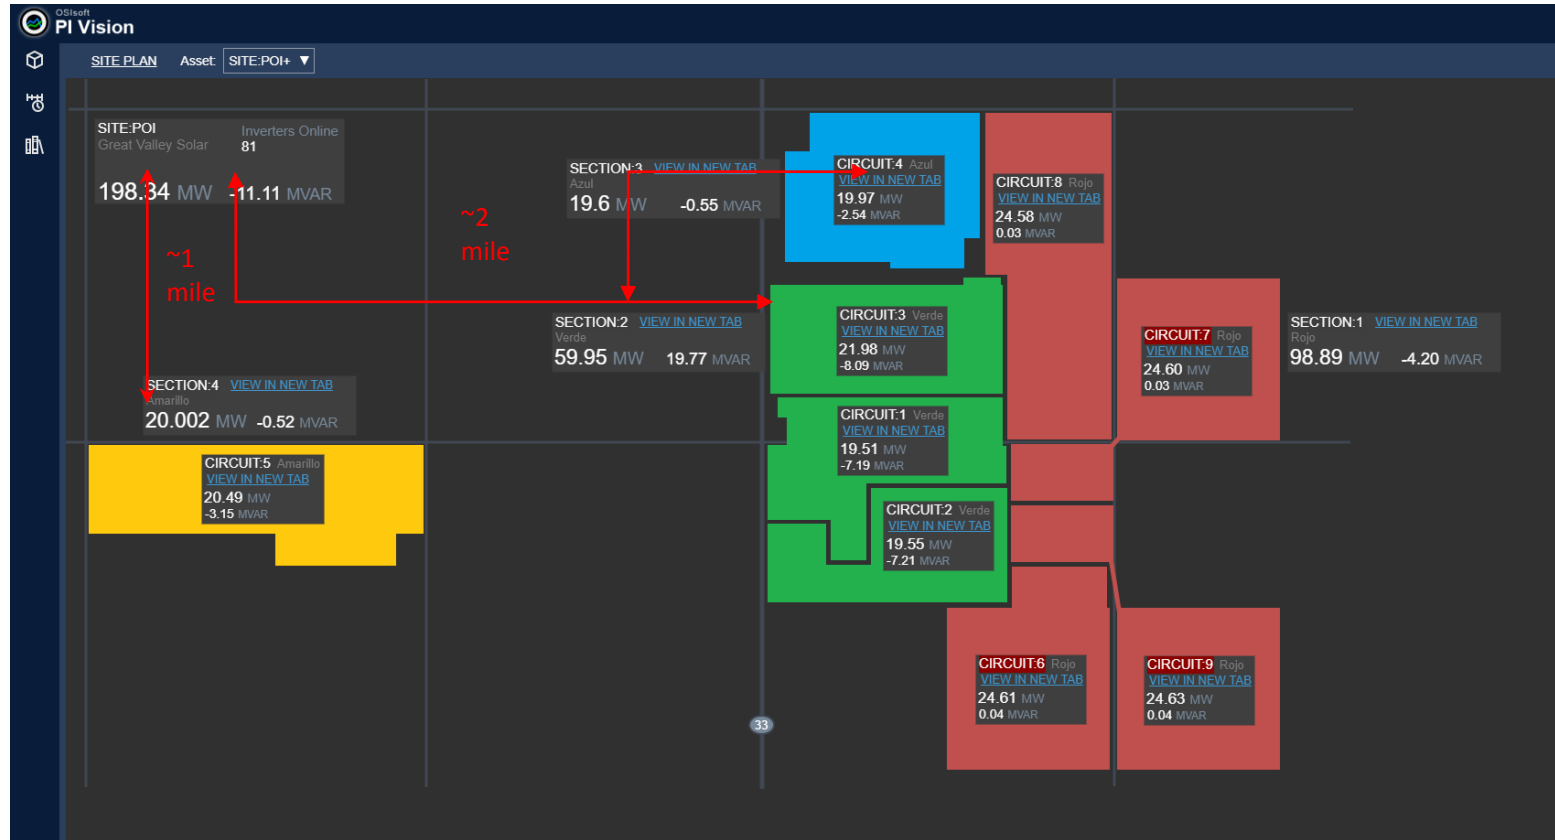 OSIsoft
PI Vision
SITE PLAN Asset: SITE:POI+ ▼
SITE:POI
Great Valley Solar
Inverters Online
81
198.34 MW -11.11 MVAR
~1
mile
~2
mile
SECTION:3 VIEW IN NEW TAB
Azul
19.6 MW -0.55 MVAR
CIRCUIT:4 Azul
VIEW IN NEW TAB
19.97 MW
-2.54 MVAR
CIRCUIT:8 Rojo
VIEW IN NEW TAB
24.58 MW
0.03 MVAR
SECTION:2 VIEW IN NEW TAB
Verde
59.95 MW 19.77 MVAR
CIRCUIT:3 Verde
VIEW IN NEW TAB
21.98 MW
-8.09 MVAR
CIRCUIT:7 Rojo
VIEW IN NEW TAB
24.60 MW
0.03 MVAR
SECTION:1 VIEW IN NEW TAB
Rojo
98.89 MW -4.20 MVAR
SECTION:4 VIEW IN NEW TAB
Amarillo
20.002 MW -0.52 MVAR
CIRCUIT:1 Verde
VIEW IN NEW TAB
19.51 MW
-7.19 MVAR
CIRCUIT:5 Amarillo
VIEW IN NEW TAB
20.49 MW
-3.15 MVAR
CIRCUIT:2 Verde
VIEW IN NEW TAB
19.55 MW
-7.21 MVAR
CIRCUIT:6 Rojo
VIEW IN NEW TAB
24.61 MW
0.04 MVAR
CIRCUIT:9 Rojo
VIEW IN NEW TAB
24.63 MW
0.04 MVAR
33